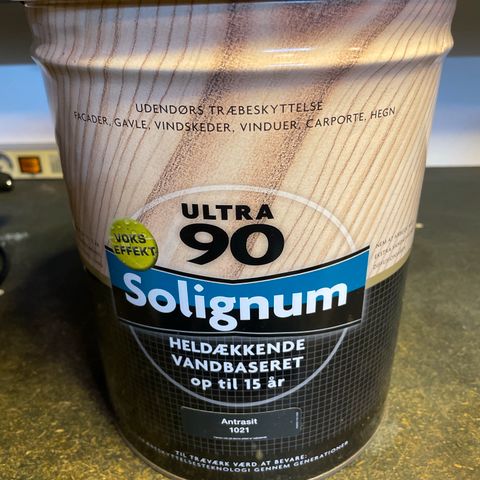 UDENDØRS TRÆBESKYTTELSE
FACADER, GAVLE, VINDSKEDER, VINDUER, CARPORTE, HEGN
ULTRA
90
VOKS
EFFEKT
Solignum
HELDÆKKENDE
VANDBASERET
op til 15 år
Antrasit
1021
TIL TRÆVÆRK VÆRD AT BEVARE:
BESKYTTELSESTEKNOLOGI GENNEM GENERATIONER